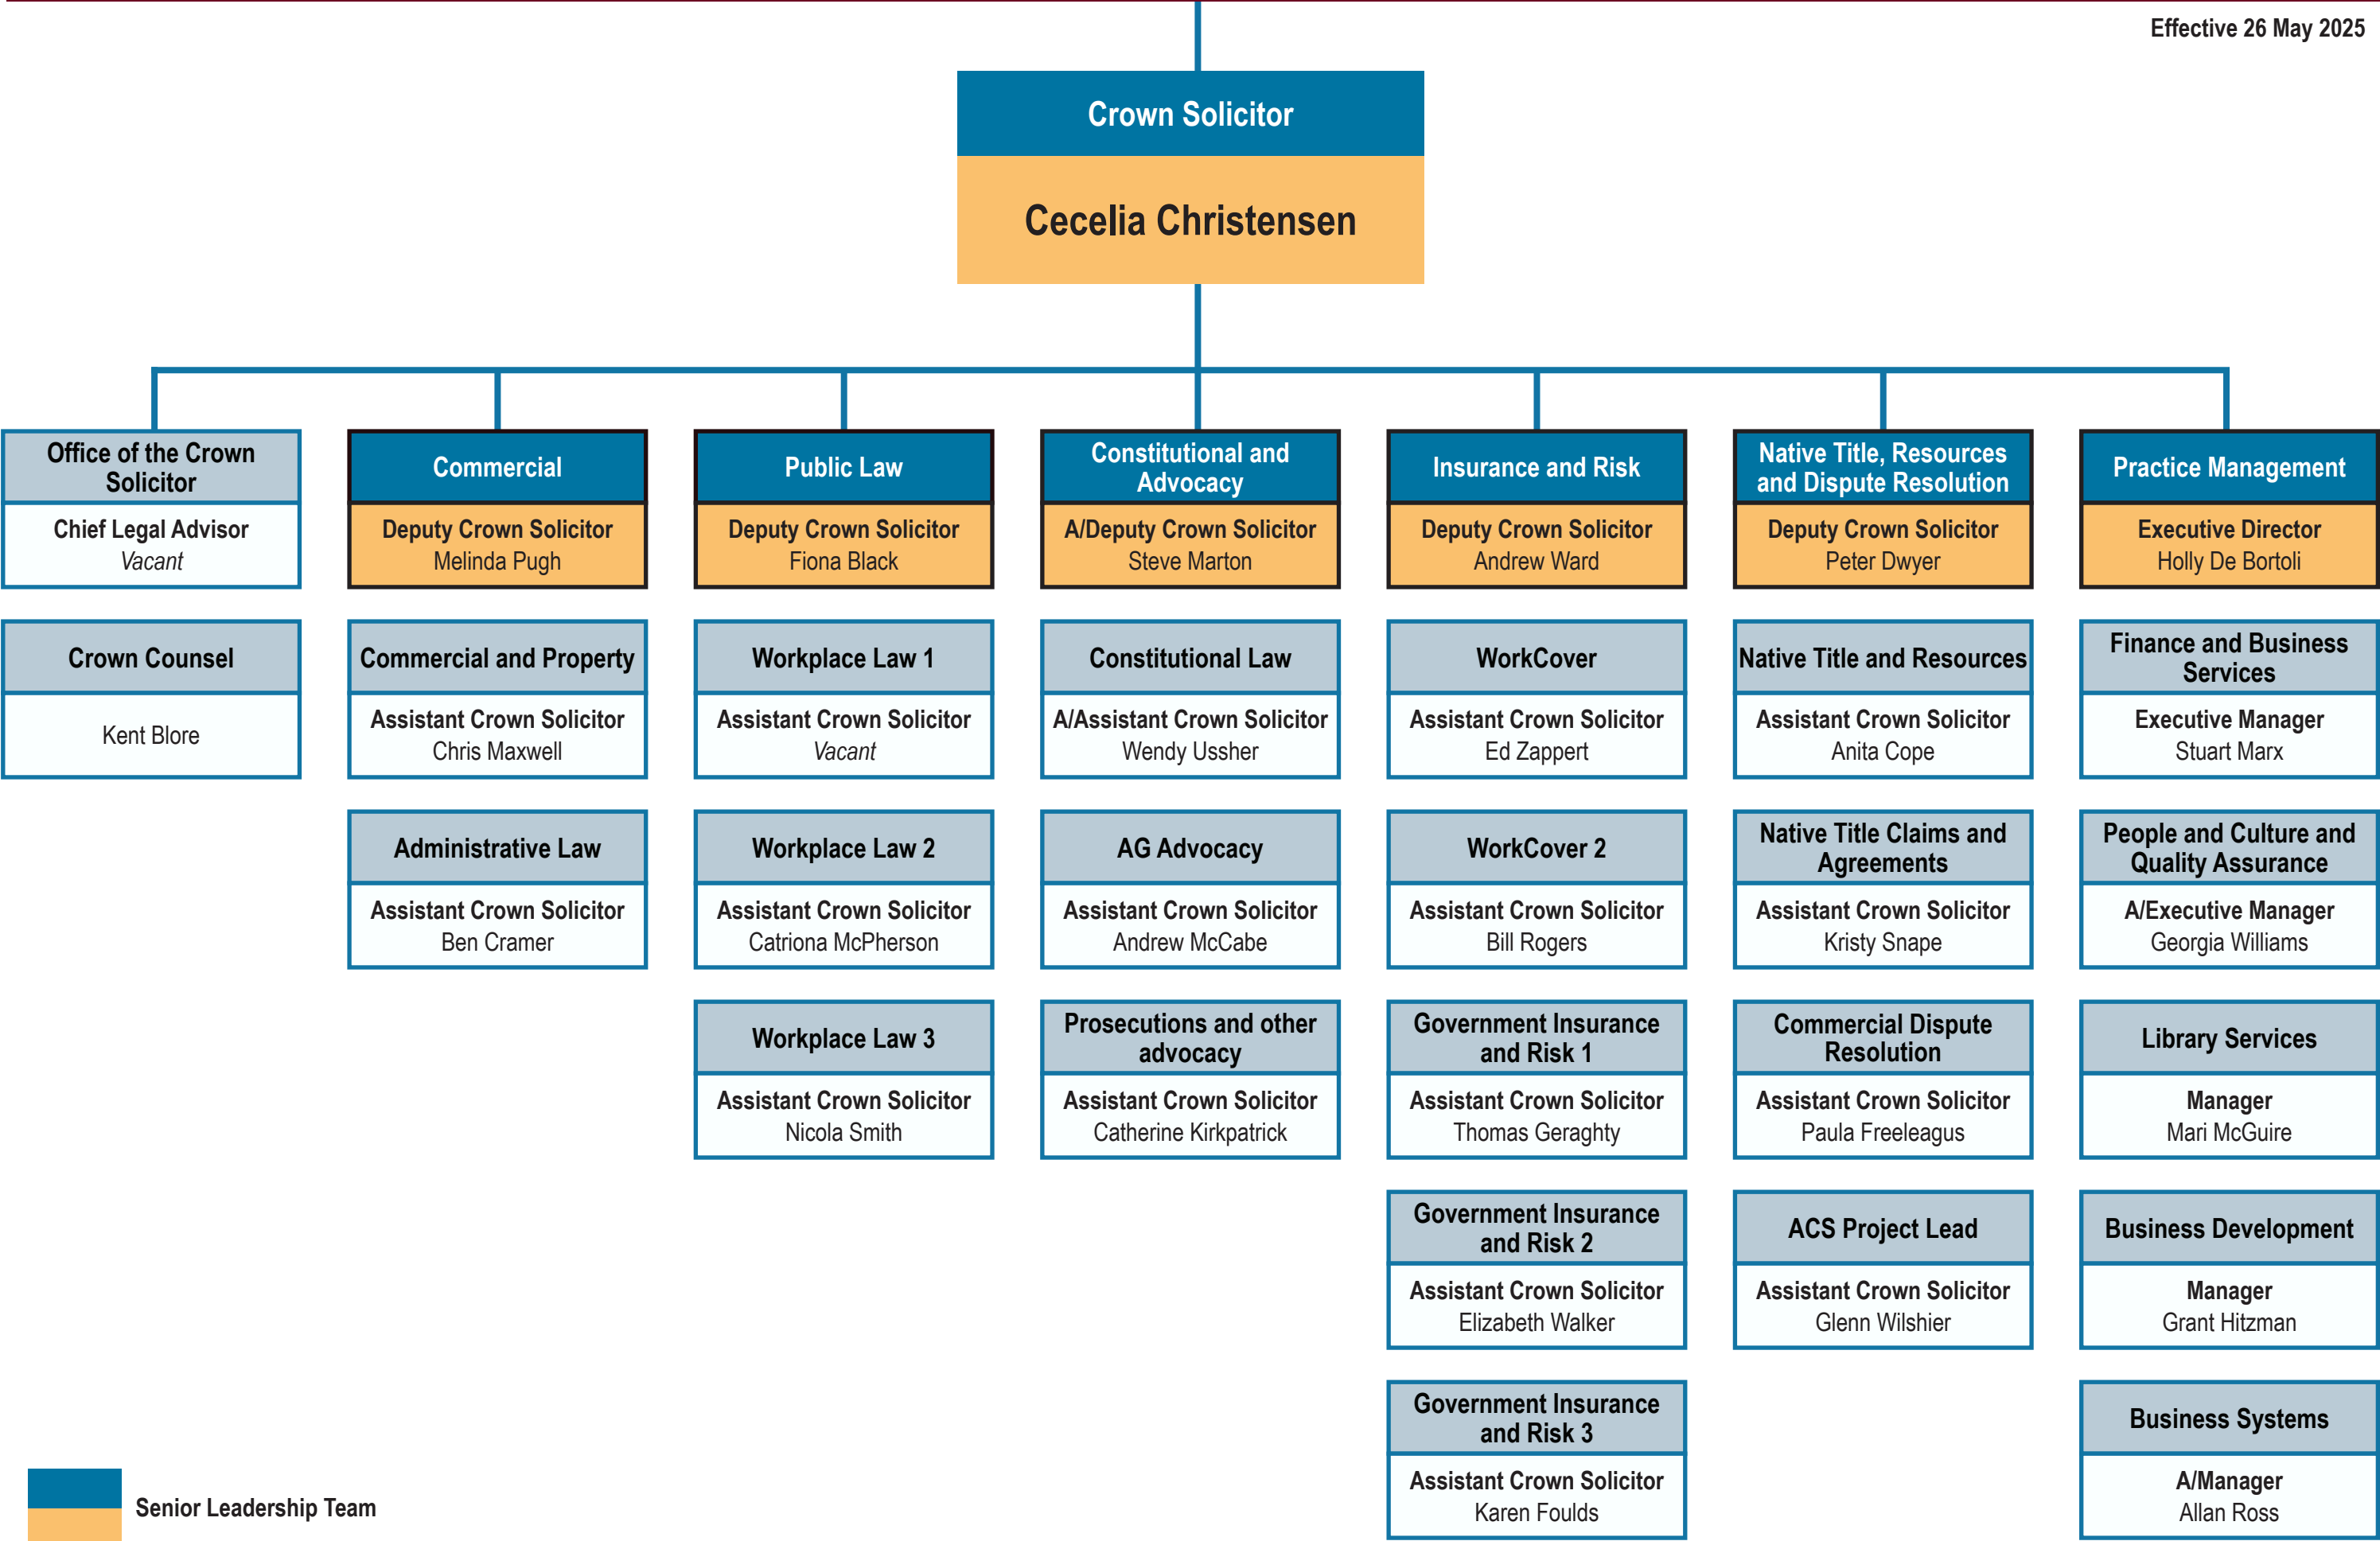 Effective 26 May 2025
Crown Solicitor
Cecelia Christensen
Office of the Crown
Solicitor
Chief Legal Advisor
Vacant
Crown Counsel
Kent Blore
Commercial
Deputy Crown Solicitor
Melinda Pugh
Commercial and Property
Assistant Crown Solicitor
Chris Maxwell
Administrative Law
Assistant Crown Solicitor
Ben Cramer
Public Law
Deputy Crown Solicitor
Fiona Black
Workplace Law 1
Assistant Crown Solicitor
Vacant
Workplace Law 2
Assistant Crown Solicitor
Catriona McPherson
Workplace Law 3
Assistant Crown Solicitor
Nicola Smith
Constitutional and
Advocacy
A/Deputy Crown Solicitor
Steve Marton
Constitutional Law
A/Assistant Crown Solicitor
Wendy Ussher
AG Advocacy
Assistant Crown Solicitor
Andrew McCabe
Prosecutions and other
advocacy
Assistant Crown Solicitor
Catherine Kirkpatrick
Insurance and Risk
Deputy Crown Solicitor
Andrew Ward
WorkCover
Assistant Crown Solicitor
Ed Zappert
WorkCover 2
Assistant Crown Solicitor
Bill Rogers
Government Insurance
and Risk 1
Assistant Crown Solicitor
Thomas Geraghty
Government Insurance
and Risk 2
Assistant Crown Solicitor
Elizabeth Walker
Government Insurance
and Risk 3
Assistant Crown Solicitor
Karen Foulds
Native Title, Resources
and Dispute Resolution
Deputy Crown Solicitor
Peter Dwyer
Native Title and Resources
Assistant Crown Solicitor
Anita Cope
Native Title Claims and
Agreements
Assistant Crown Solicitor
Kristy Snape
Commercial Dispute
Resolution
Assistant Crown Solicitor
Paula Freeleagus
ACS Project Lead
Assistant Crown Solicitor
Glenn Wilshier
Practice Management
Executive Director
Holly De Bortoli
Finance and Business
Services
Executive Manager
Stuart Marx
People and Culture and
Quality Assurance
A/Executive Manager
Georgia Williams
Library Services
Manager
Mari McGuire
Business Development
Manager
Grant Hitzman
Business Systems
A/Manager
Allan Ross
Senior Leadership Team